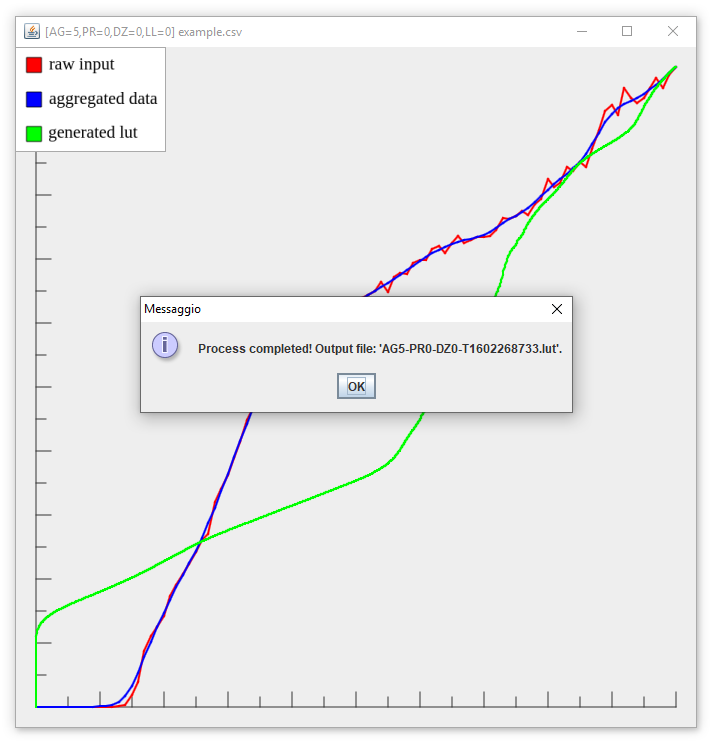 [AG=5,PR=0,DZ=0,LL=0] example.csv
raw input
aggregated data
generated lut
Messaggio
Process completed! Output file: 'AG5-PR0-DZ0-T1602268733.lut'.
OK